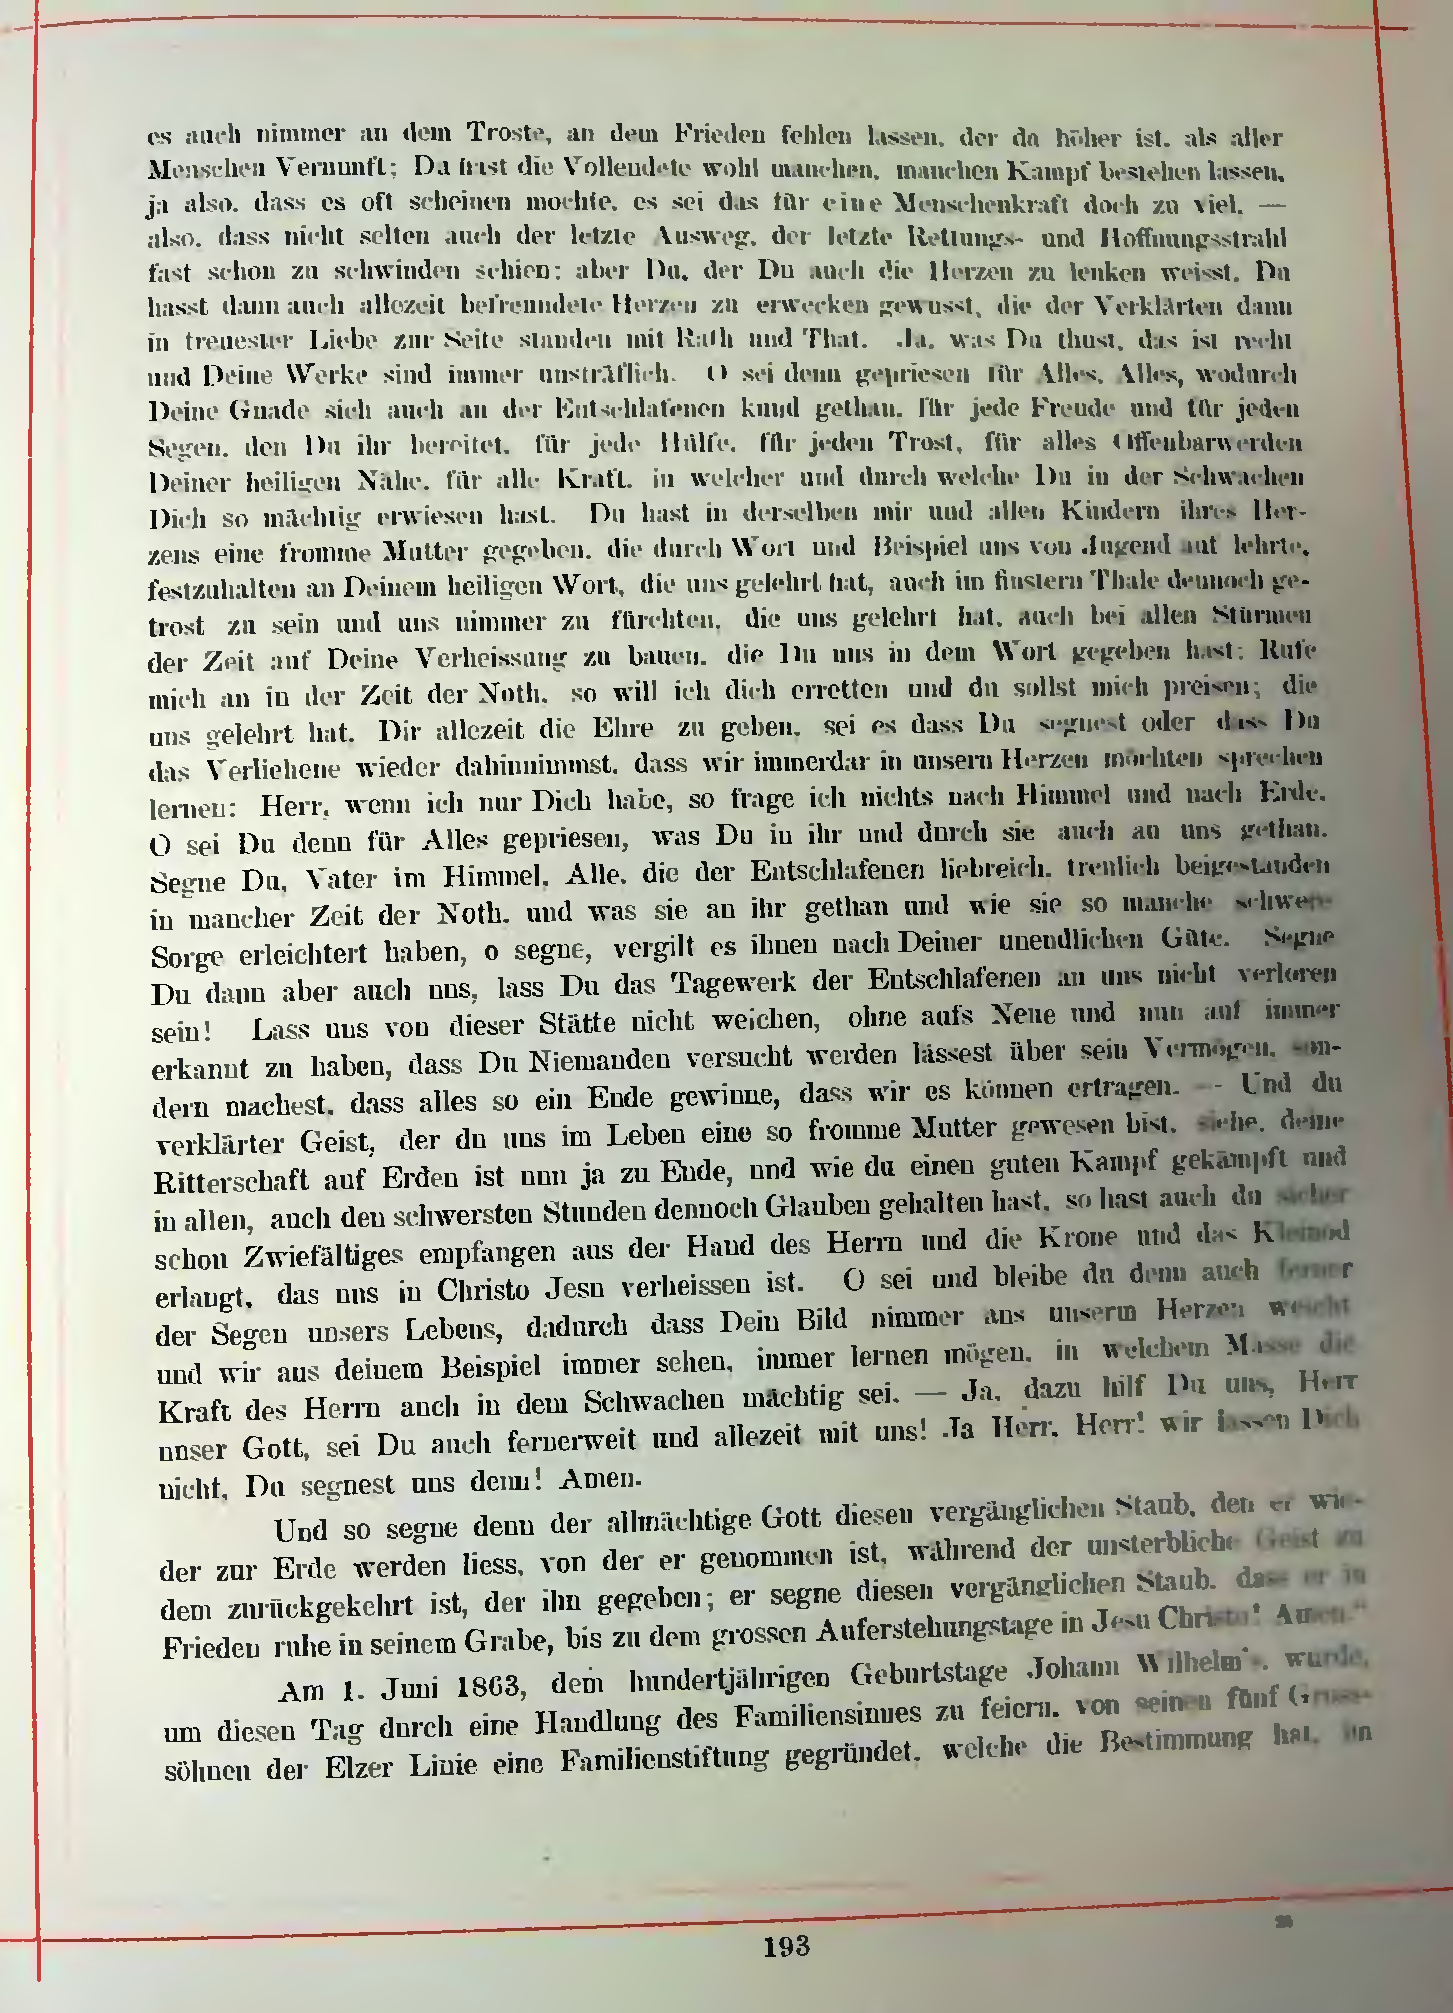 es auch nimmer an dem Troste, an dem Frieden fehlen lassen, der da höher ist, als aller
Menschen Vernunft; Du hast die Vollendete wohl manchen, manchen Kampf bestehen lassen,
ja also, dass es oft scheinen mochte, es sei das für eine Menschenkraft doch zu viel, —
also, dass nicht selten auch der letzte Ausweg, der letzte Rettungs- und Hoffnungsstrahl
fast schon zu schwinden schien; aber Du, der Du auch die Herzen zu lenken weisst, Du
hasst dann auch allezeit befreundete Herzen zu erwecken gewusst, die der Verklärten dann
in treuester Liebe zur Seite standen mit Rath und That. Ja, was Du thust, das ist recht
und Deine Werke sind immer unsträflich. O sei denn gepriesen für Alles, Alles, wodurch
Deine Gnade sich auch an der Entschlafenen kund gethan, für jede Freude und für jeden
Segen, den Du ihr bereitet, für jede Hülfe, für jeden Trost, für alles Offenbarwerden
Deiner heiligen Nähe, für alle Kraft, in welcher und durch welche Du in der Schwachen
Dich so mächtig erwiesen hast. Du hast in derselben mir und allen Kindern ihres Her-
zens eine fromme Mutter gegeben, die durch Wort und Beispiel uns von Jugend auf lehrte,
festzuhalten an Deinem heiligen Wort, die uns gelehrt hat, auch im finstern Thale dennoch ge-
trost zu sein und uns nimmer zu fürchten, die uns gelehrt hat, auch bei allen Stürmen
der Zeit auf Deine Verheissung zu bauen, die Du uns in dem Wort gegeben hast: Rufe
mich an in der Zeit der Noth, so will ich dich erretten und du sollst mich preisen; die
uns gelehrt hat, Dir allezeit die Ehre zu geben, sei es dass Du segnest oder dass Du
das Verliehene wieder dahinnimmst, dass wir immerdar in unsern Herzen möchten sprechen
lernen: Herr, wenn ich nur Dich habe, so frage ich nichts nach Himmel und nach Erde.
O sei Du denn für Alles gepriesen, was Du in ihr und durch sie auch an uns gethan.
Segne Du, Vater im Himmel, Alle, die der Entschlafenen liebreich, treulich beigestanden
in mancher Zeit der Noth, und was sie an ihr gethan und wie sie so manche schwere
Sorge erleichtert haben, o segne, vergilt es ihnen nach Deiner unendlichen Güte. Segne
Du dann aber auch uns, lass Du das Tagewerk der Entschlafenen an uns nicht verloren
sein! Lass uns von dieser Stätte nicht weichen, ohne aufs Neue und nun auf immer
erkannt zu haben, dass Du Niemanden versucht werden lässest über sein Vermögen, son-
dern machest, dass alles so ein Ende gewinne, dass wir es können ertragen. — Und du
verklärter Geist, der du uns im Leben eine so fromme Mutter gewesen bist, siehe, deine
Ritterschaft auf Erden ist nun ja zu Ende, und wie du einen guten Kampf gekämpft und
in allen, auch den schwersten Stunden dennoch Glauben gehalten hast, so hast auch du sicher
schon Zwiefältiges empfangen aus der Hand des Herrn und die Krone und das Kleinod
erlangt, das uns in Christo Jesu verheissen ist. O sei und bleibe du denn auch ferner
der Segen unsers Lebens, dadurch dass Dein Bild nimmer aus unserm Herzen weicht
und wir aus deinem Beispiel immer sehen, immer lernen mögen, in welchem Masse die
Kraft des Herrn auch in dem Schwachen mächtig sei. — Ja, dazu hilf Du uns, Herr
unser Gott, sei Du auch fernerweit und allezeit mit uns! Ja Herr, Herr! wir lassen Dich
nicht, Du segnest uns denn! Amen.
Und so segne denn der allmächtige Gott diesen vergänglichen Staub, den er wie-
der zur Erde werden liess, von der er genommen ist, während der unsterbliche Geist zu
dem zurückgekehrt ist, der ihn gegeben; er segne diesen vergänglichen Staub, dass er in
Frieden ruhe in seinem Grabe, bis zu dem grossen Auferstehungstage in Jesu Christo! Amen."
Am 1. Juni 1863, dem hundertjährigen Geburtstage Johann Wilhelm's, wurde,
um diesen Tag durch eine Handlung des Familiensinnes zu feiern, von seinen fünf Gross-
söhnen der Elzer Linie eine Familienstiftung gegründet, welche die Bestimmung hat, in
193